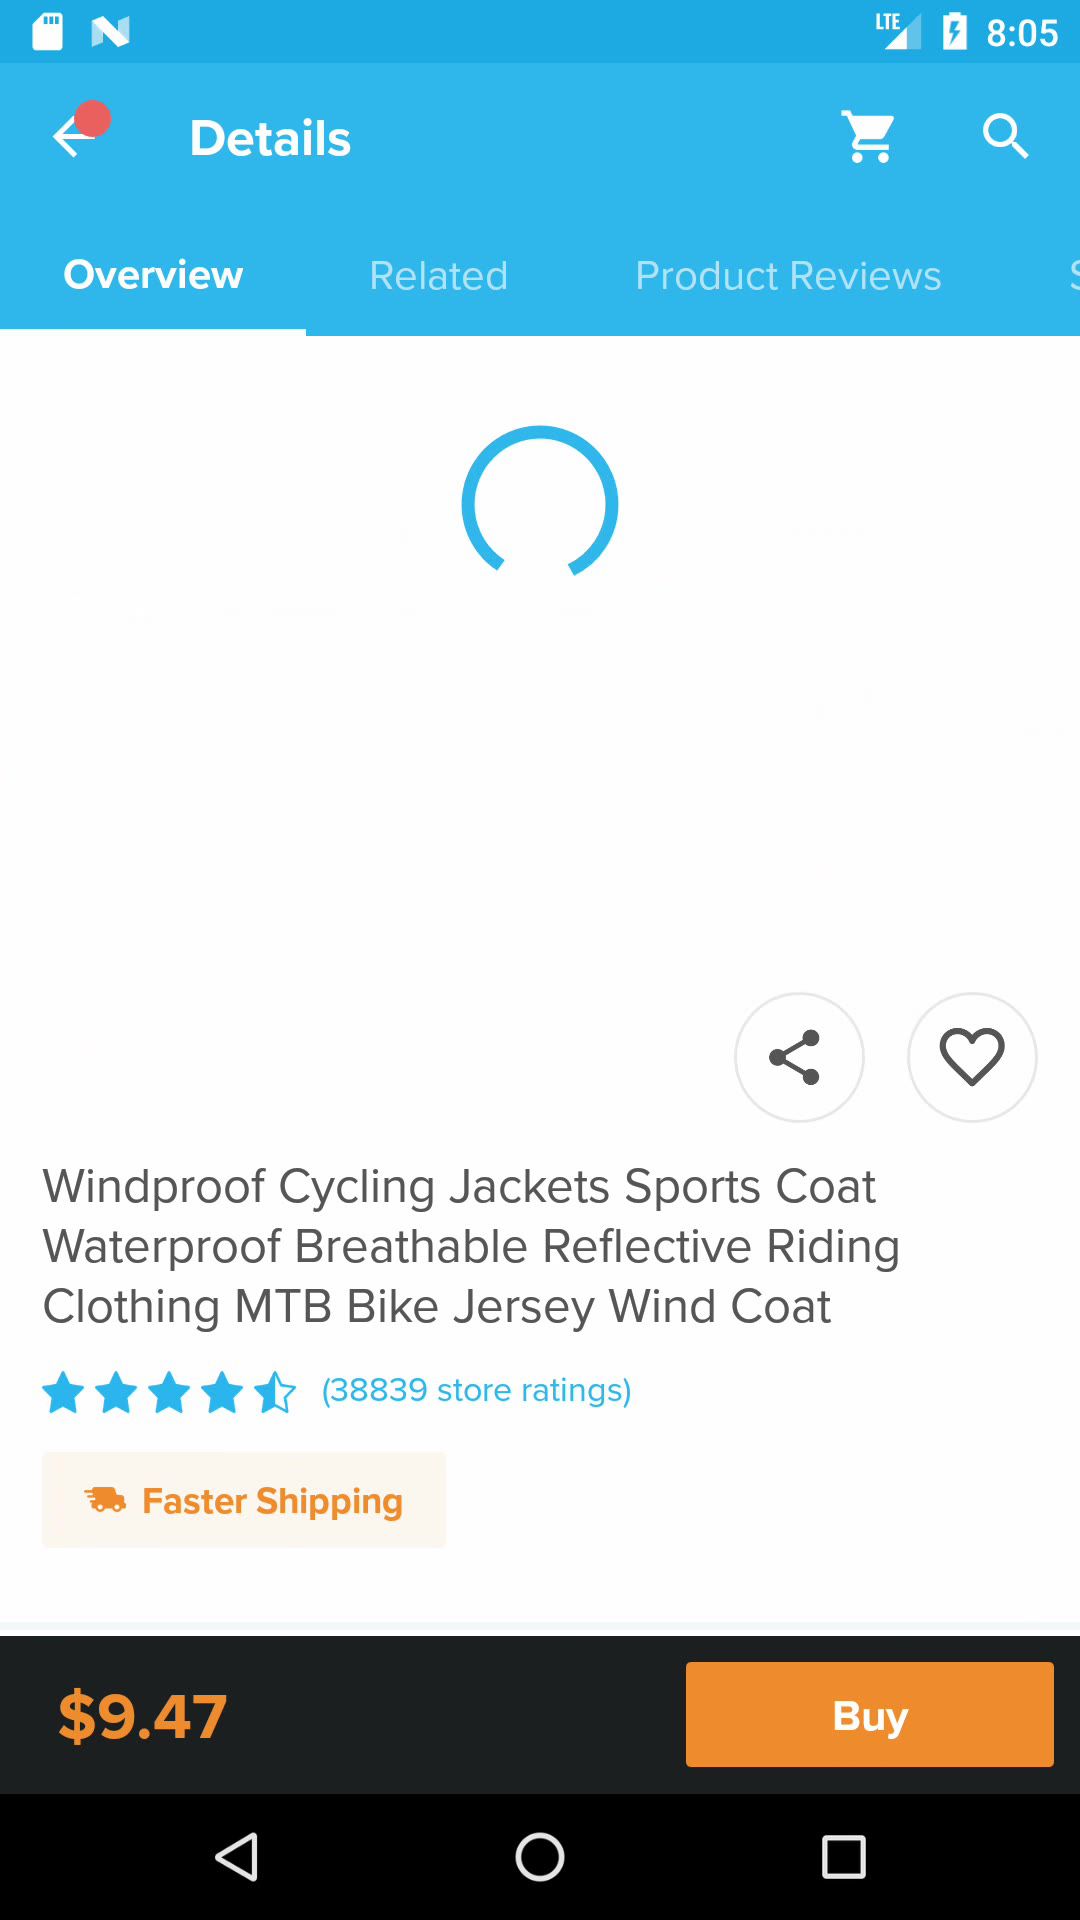 LTE 8:05
Details
Overview Related Product Reviews S
Windproof Cycling Jackets Sports Coat
Waterproof Breathable Reflective Riding
Clothing MTB Bike Jersey Wind Coat
(38839 store ratings)
Faster Shipping
$9.47 Buy